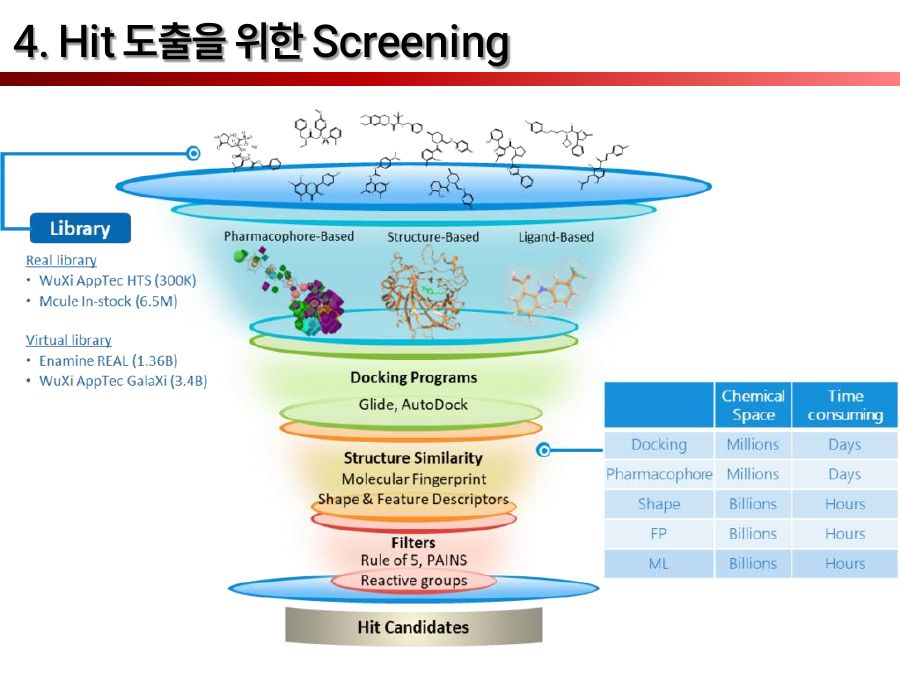 4. Hit 도출을 위한 Screening
Library
Real library
• WuXi AppTec HTS (300K)
• Mcule In-stock (6.5M)
Virtual library
• Enamine REAL (1.36B)
• WuXi AppTec GalaXi (3.4B)
Pharmacophore-Based Structure-Based Ligand-Based
Docking Programs
Glide, AutoDock
Structure Similarity
Molecular Fingerprint
Shape & Feature Descriptors
Filters
Rule of 5, PAINS
Reactive groups
Hit Candidates
Chemical Space Time consuming
Docking Millions Days
Pharmacophore Millions Days
Shape Billions Hours
FP Billions Hours
ML Billions Hours